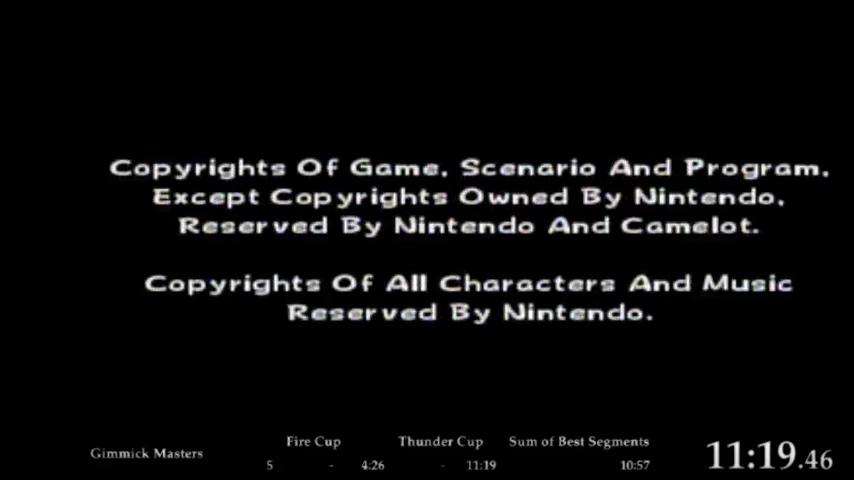 Copyrights Of Game, Scenario And Program,
Except Copyrights Owned By Nintendo,
Reserved By Nintendo And Camelot.
Copyrights Of All Characters And Music
Reserved By Nintendo.
Gimmick Masters
Fire Cup
Thunder Cup
Sum of Best Segments
5 - 4:26 - 11:19 10:57
11:19.46